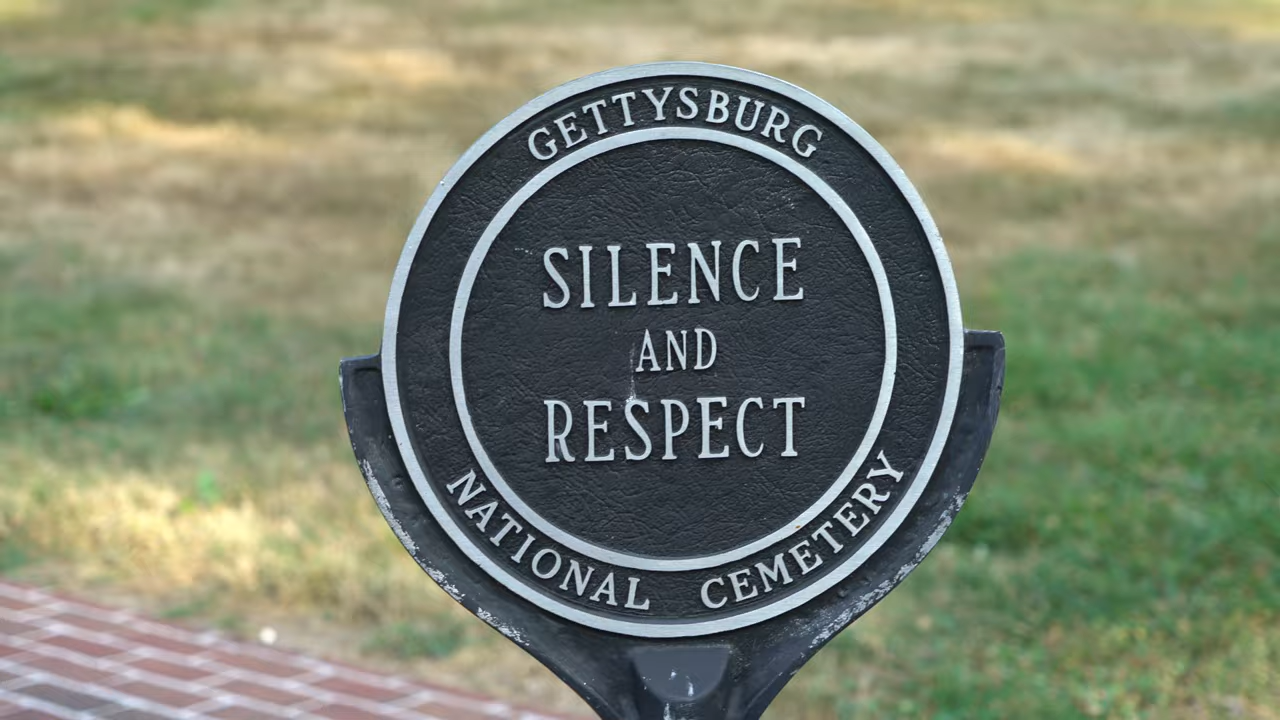 GETTYSBURG
SILENCE
AND
RESPECT
NATIONAL CEMETERY